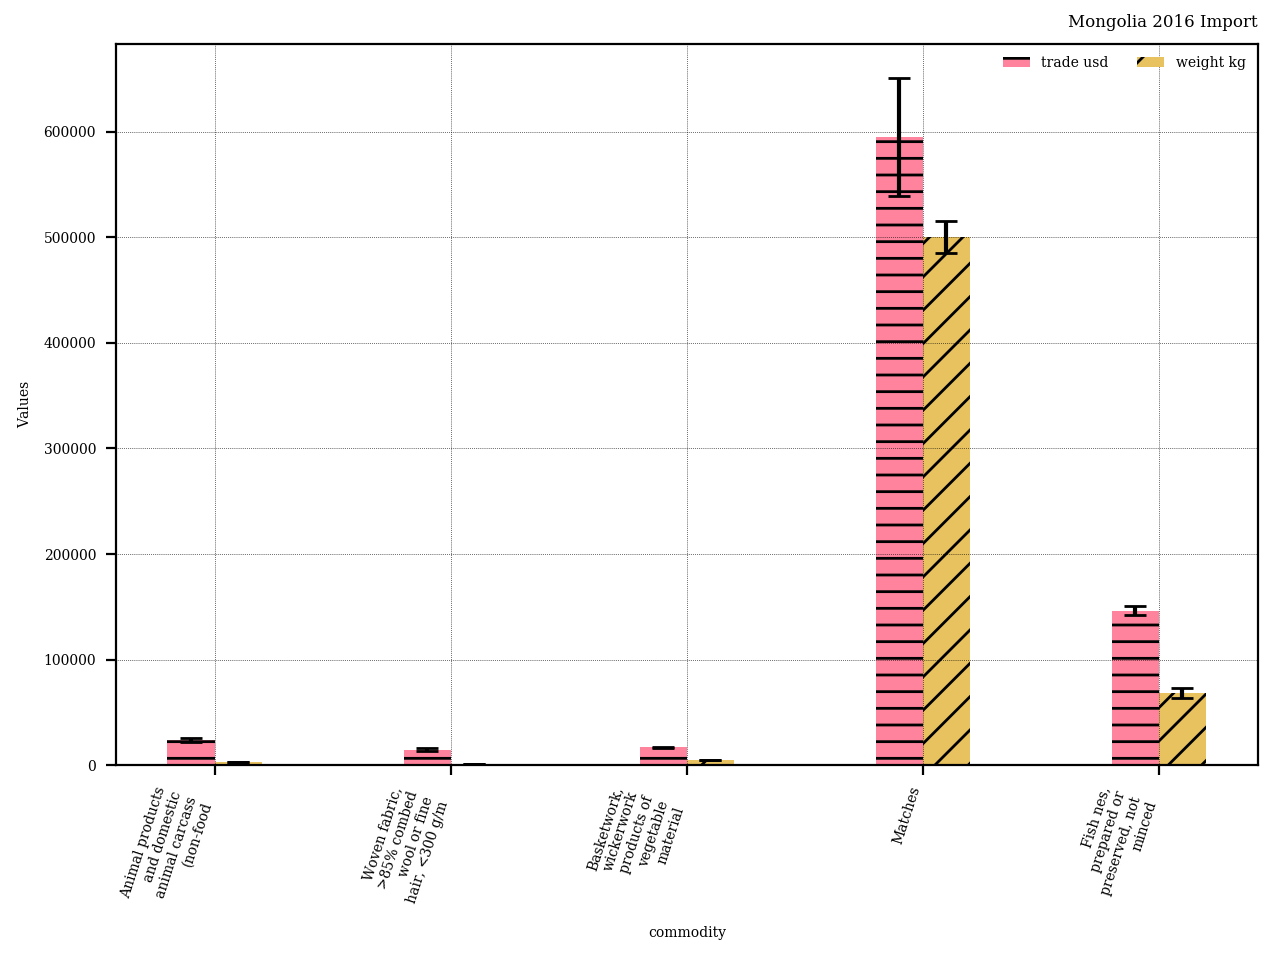 Mongolia 2016 Import
trade usd
weight kg
Values
600000
500000
400000
300000
200000
100000
0
Animal products
and domestic
animal carcass
(non-food
Woven fabric,
>85% combed
wool or fine
hair, <300 g/m
Basketwork,
wickerwork
products of
vegetable
material
Matches
Fish nes,
prepared or
preserved, not
minced
commodity